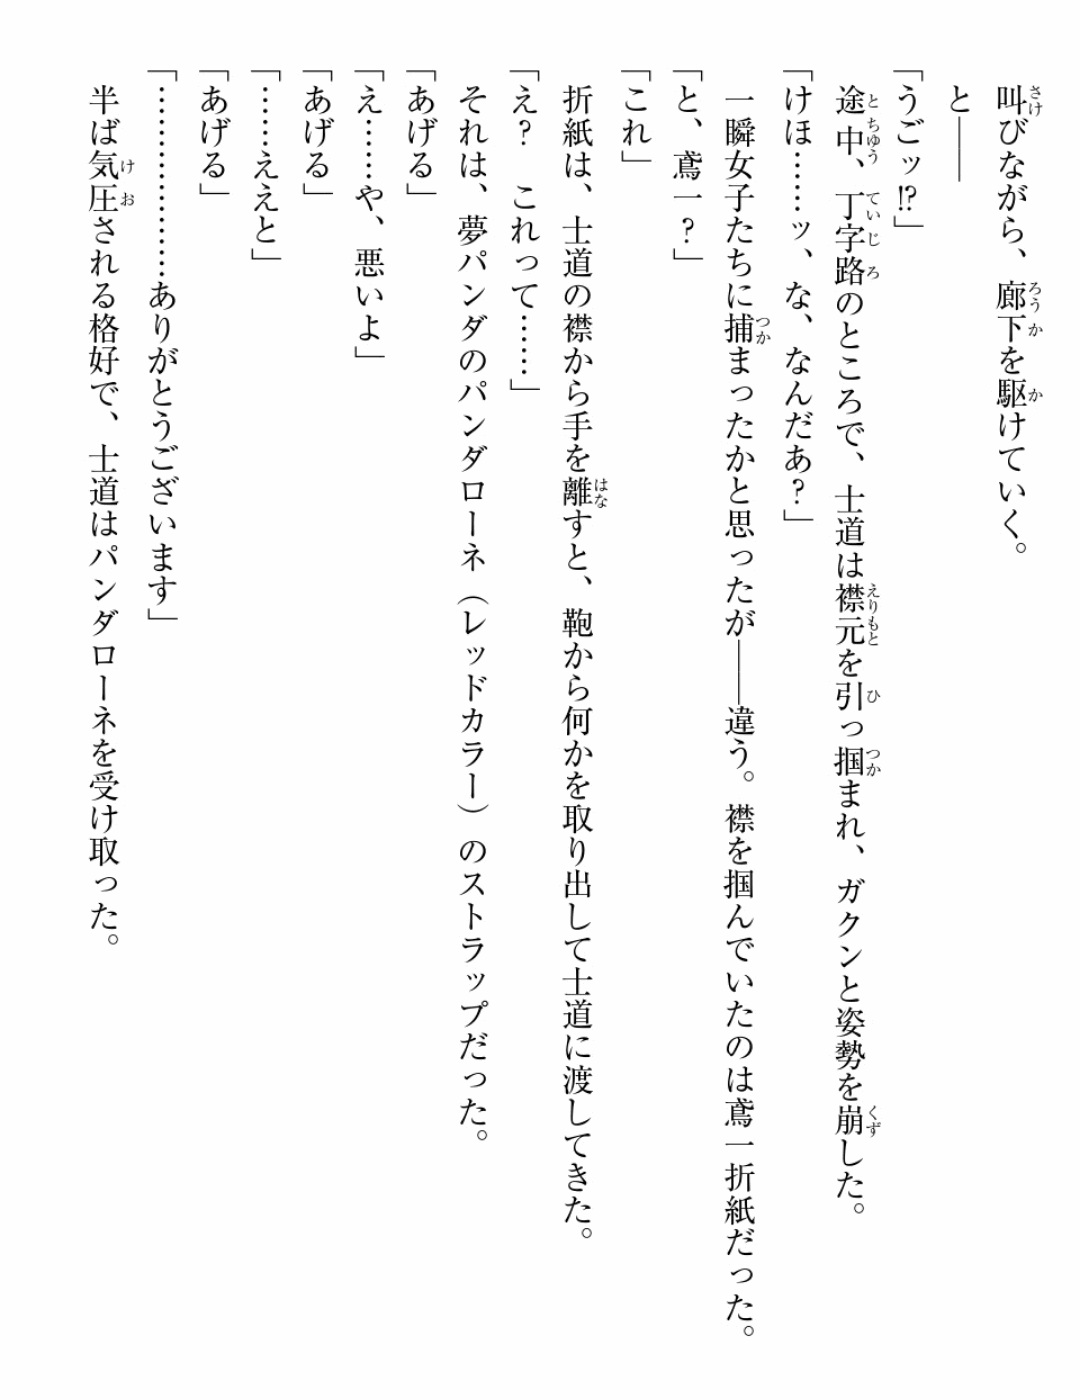 叫びながら、廊下を駆けていく。
と――
「うごッ!?」
途中、丁字路のところで、士道は襟元を引っ掴まれ、ガクンと姿勢を崩した。
「けほ……ッ、な、なんだあ?」
一瞬女子たちに捕まったかと思ったが――違う。襟を掴んでいたのは鳶一折紙だった。
「と、鳶一?」
「これ」
折紙は、士道の襟から手を離すと、鞄から何かを取り出して士道に渡してきた。
「え? これって……」
それは、夢パンダのパンダローネ(レッドカラー)のストラップだった。
「あげる」
「え……や、悪いよ」
「あげる」
「……ええと」
「あげる」
「………………ありがとうございます」
半ば気圧される格好で、士道はパンダローネを受け取った。